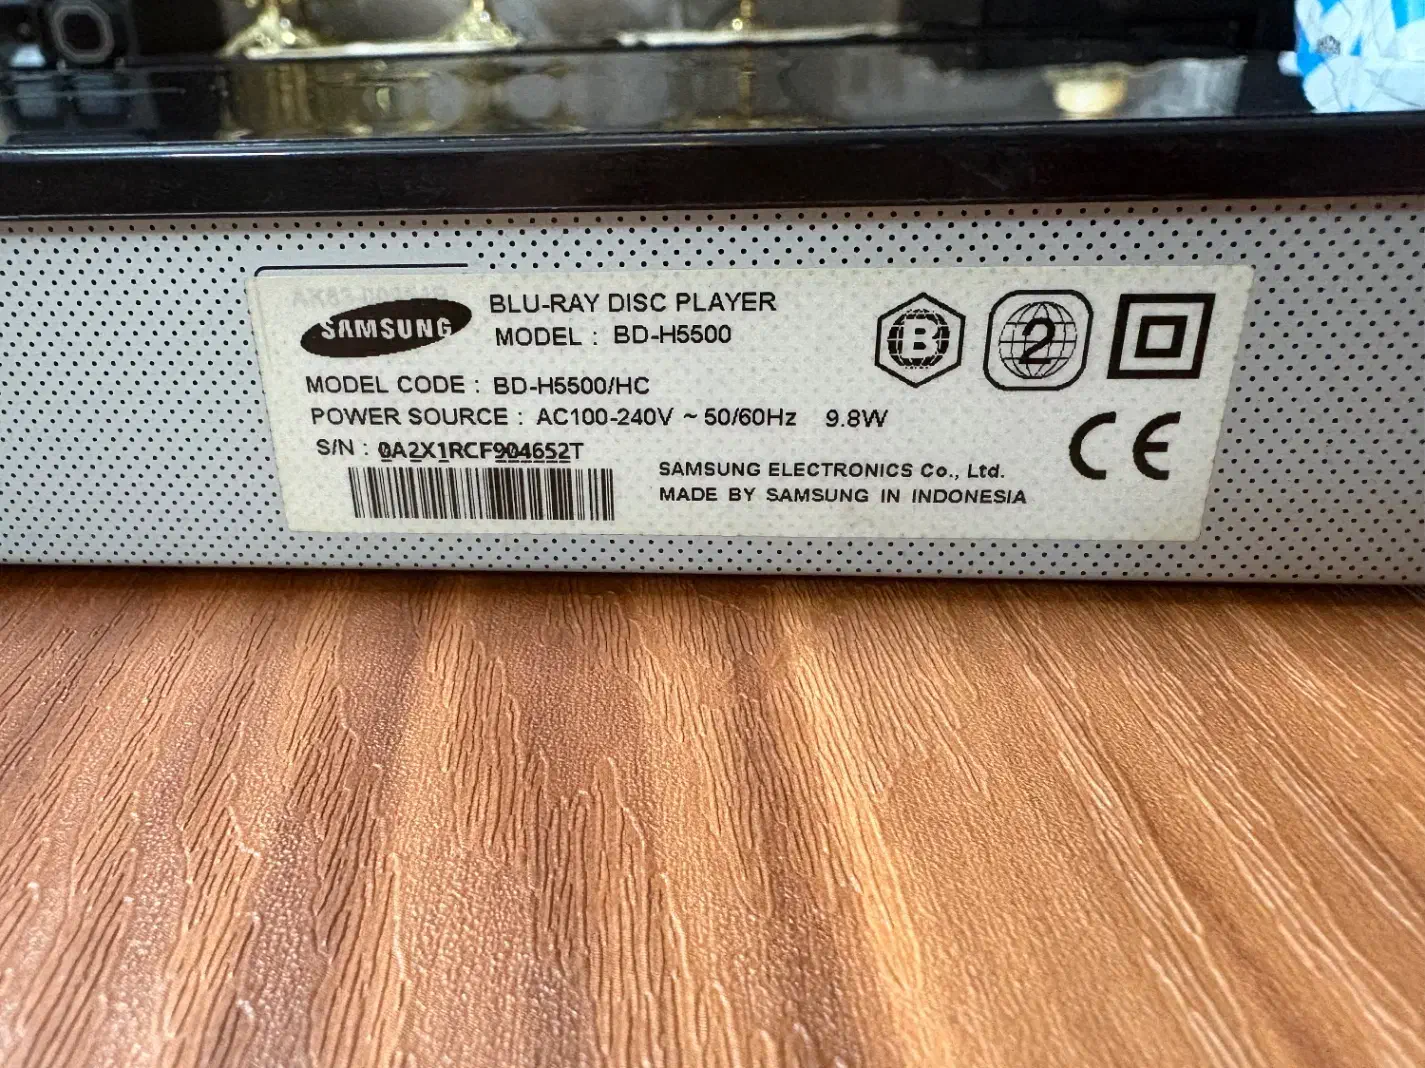 SAMSUNG
BLU-RAY DISC PLAYER
MODEL : BD-H5500
MODEL CODE : BD-H5500/HC
POWER SOURCE : AC100-240V ~ 50/60Hz 9.8W
S/N : 0A2X1RCF904652T
SAMSUNG ELECTRONICS Co., Ltd.
MADE BY SAMSUNG IN INDONESIA
B
2
CE